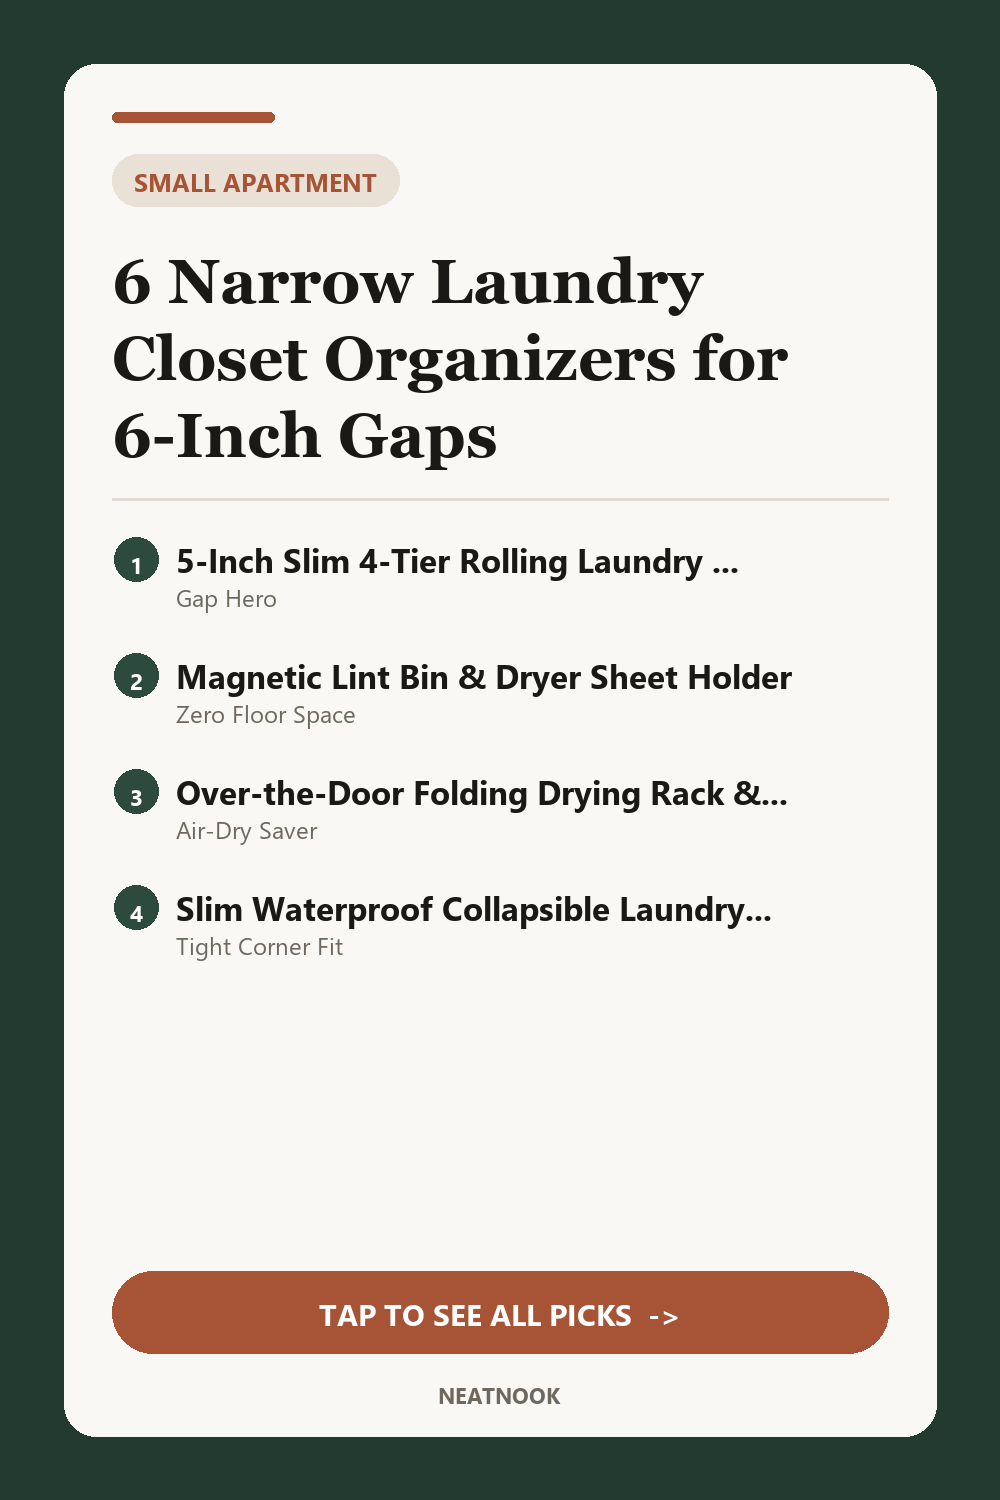 SMALL APARTMENT
6 Narrow Laundry
Closet Organizers for
6-Inch Gaps
1 5-Inch Slim 4-Tier Rolling Laundry ...
Gap Hero
2 Magnetic Lint Bin & Dryer Sheet Holder
Zero Floor Space
3 Over-the-Door Folding Drying Rack &...
Air-Dry Saver
4 Slim Waterproof Collapsible Laundry...
Tight Corner Fit
TAP TO SEE ALL PICKS ->
NEATNOOK